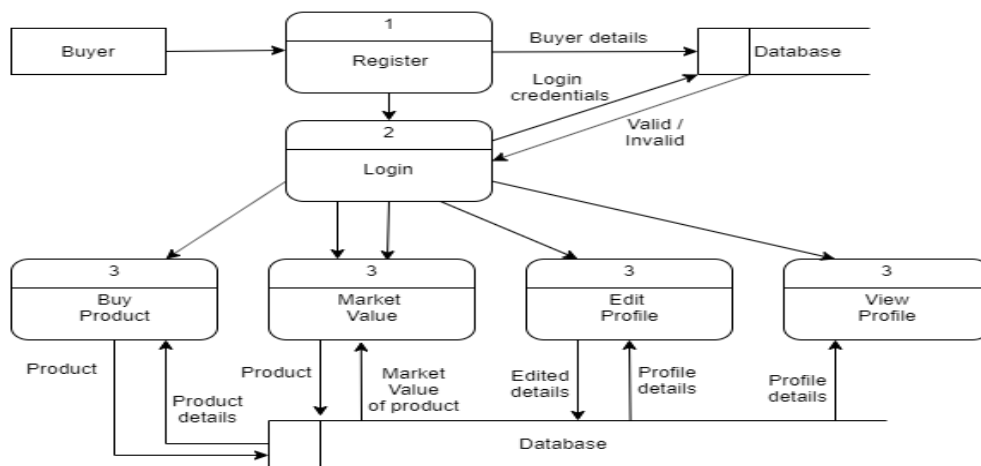 1
Buyer
Register
Buyer details
Database
Login
credentials
2
Login
Valid /
Invalid
3
Buy
Product
3
Market
Value
3
Edit
Profile
3
View
Profile
Product
Product
details
Product
Market
Value
of product
Edited
details
Profile
details
Profile
details
Database